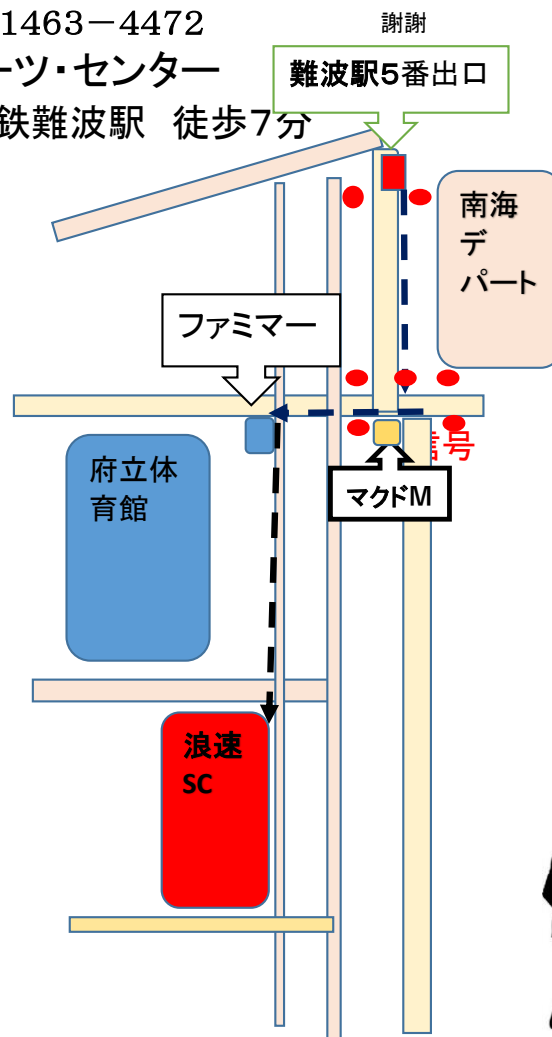 1463−4472
謝謝
ーツ・センター
難波駅5番出口
鉄難波駅 徒歩7分
南海
デ
パート
ファミマー
号
府立体
育館
マクドM
浪速
SC